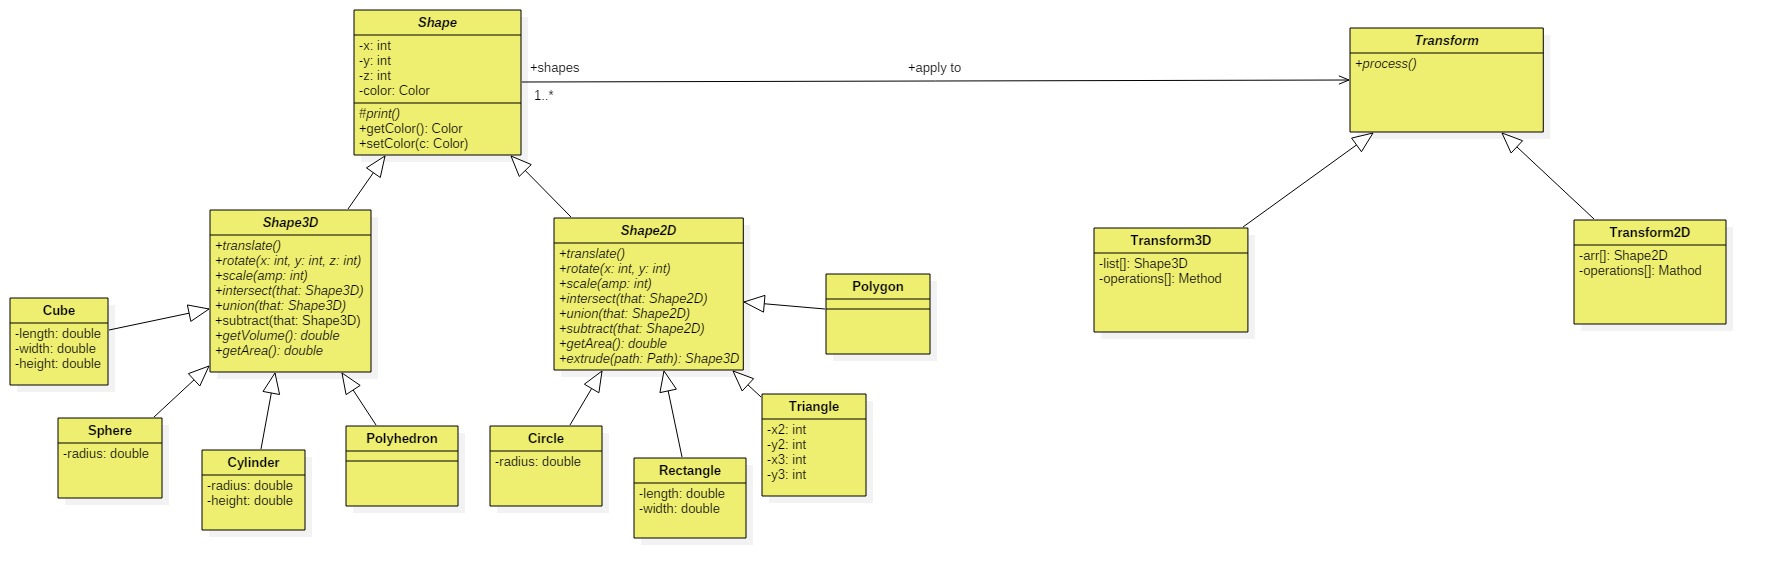 Shape
-x: int
-y: int
-z: int
-color: Color
#print()
+getColor(): Color
+setColor(c: Color)
+shapes
1..*
+apply to
Transform
+process()
Shape3D
+translate()
+rotate(x: int, y: int, z: int)
+scale(amp: int)
+intersect(that: Shape3D)
+union(that: Shape3D)
+subtract(that: Shape3D)
+getVolume(): double
+getArea(): double
Shape2D
+translate()
+rotate(x: int, y: int)
+scale(amp: int)
+intersect(that: Shape2D)
+union(that: Shape2D)
+subtract(that: Shape2D)
+getArea(): double
+extrude(path: Path): Shape3D
Transform3D
-list[]: Shape3D
-operations[]: Method
Transform2D
-arr[]: Shape2D
-operations[]: Mathod
Polygon
Cube
-length: double
-width: double
-height: double
Sphere
-radius: double
Cylinder
-radius: double
-height: double
Polyhedron
Circle
-radius: double
Rectangle
-length: double
-width: double
Triangle
-x2: int
-y2: int
-x3: int
-y3: int